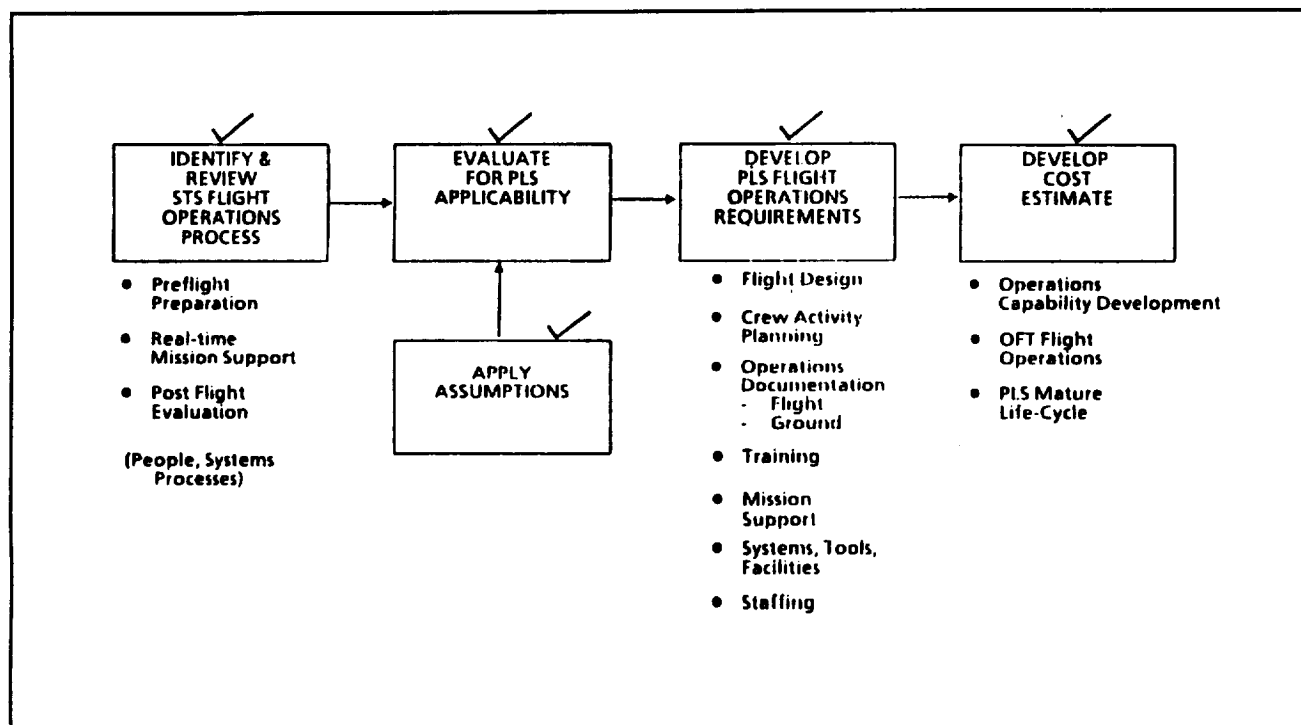 IDENTIFY &
REVIEW
STS FLIGHT
OPERATIONS
PROCESS
• Preflight
Preparation
• Real-time
Mission Support
• Post Flight
Evaluation
(People, Systems
Processes)
EVALUATE
FOR PLS
APPLICABILITY
APPLY
ASSUMPTIONS
DEVELOP
PLS FLIGHT
OPERATIONS
REQUIREMENTS
• Flight Design
• Crew Activity
Planning
• Operations
Documentation
- Flight
- Ground
• Training
• Mission
Support
• Systems, Tools,
Facilities
• Staffing
DEVELOP
COST
ESTIMATE
• Operations
Capability Development
• OFT Flight
Operations
• PLS Mature
Life-Cycle